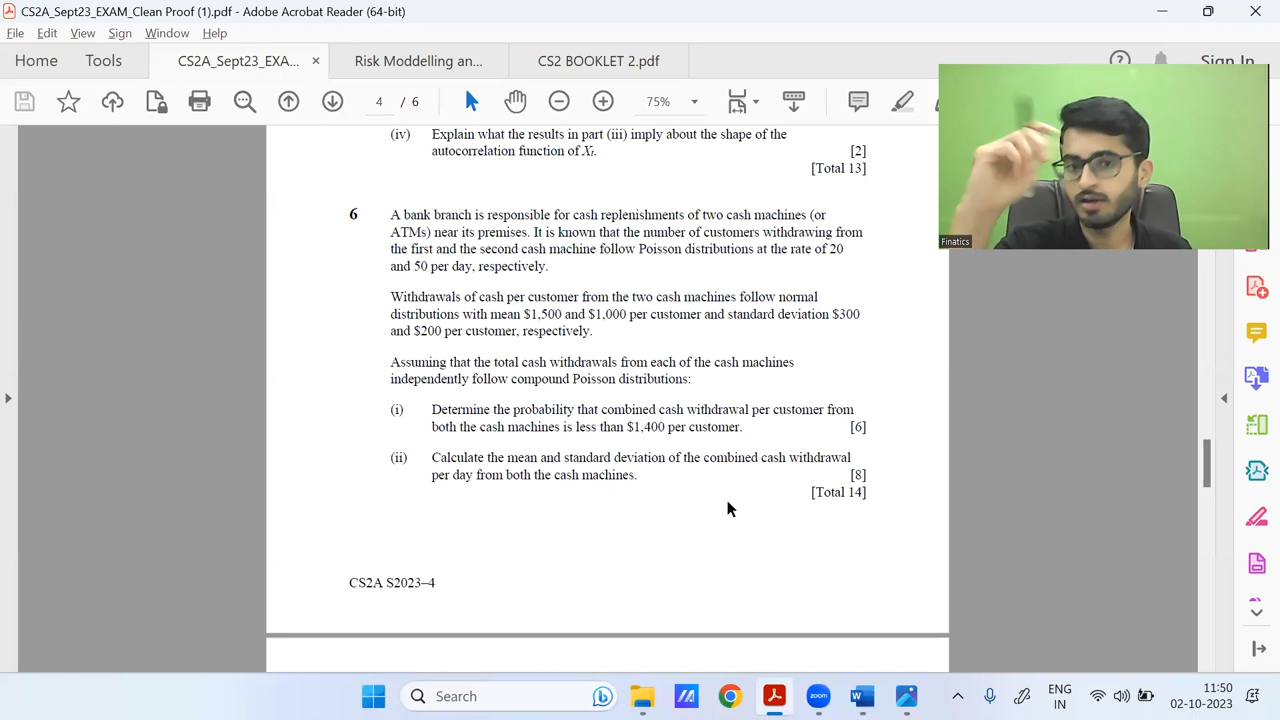 CS2A_Sept23_EXAM_Clean Proof (1).pdf - Adobe Acrobat Reader (64-bit)
File Edit View Sign Window Help
Home Tools CS2A_Sept23_EXA... × Risk Moddelling an... CS2 BOOKLET 2.pdf Sign In
4 / 6 75%
(iv) Explain what the results in part (iii) imply about the shape of the
autocorrelation function of Xt. [2]
[Total 13]
6 A bank branch is responsible for cash replenishments of two cash machines (or
ATMs) near its premises. It is known that the number of customers withdrawing from
the first and the second cash machine follow Poisson distributions at the rate of 20
and 50 per day, respectively.
Withdrawals of cash per customer from the two cash machines follow normal
distributions with mean $1,500 and $1,000 per customer and standard deviation $300
and $200 per customer, respectively.
Assuming that the total cash withdrawals from each of the cash machines
independently follow compound Poisson distributions:
(i) Determine the probability that combined cash withdrawal per customer from
both the cash machines is less than $1,400 per customer. [6]
(ii) Calculate the mean and standard deviation of the combined cash withdrawal
per day from both the cash machines. [8]
[Total 14]
CS2A S2023–4
Finatics
Search
ENG
IN
11:50
02-10-2023